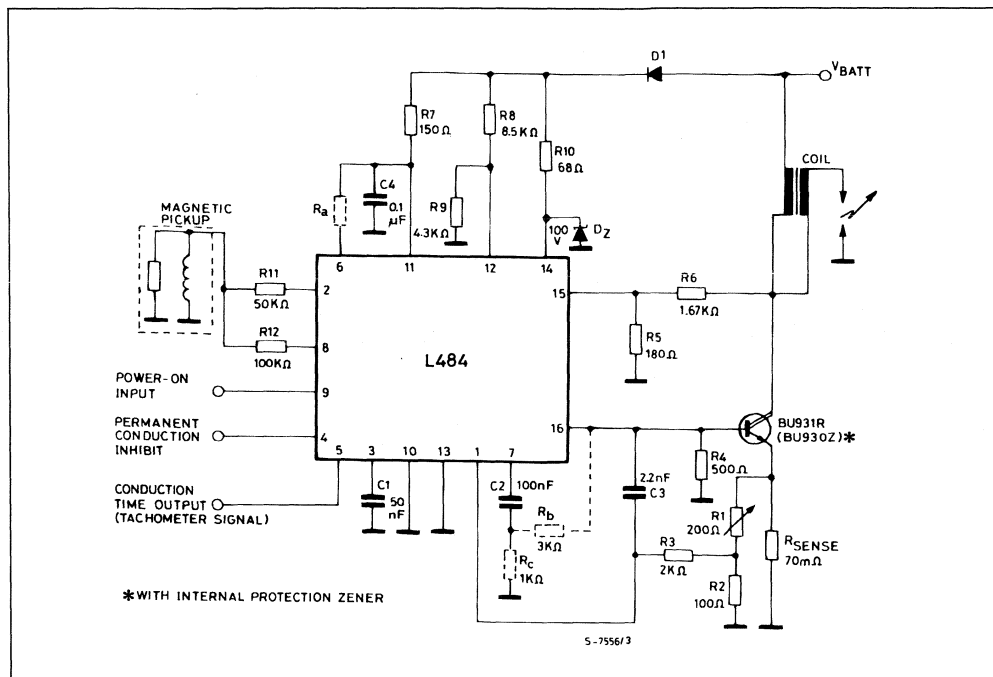 D1
VBATT
R7
150Ω
R8
8.5KΩ
R10
68Ω
COIL
C4
0.1
µF
Ra
R9
4.3KΩ
100
V
DZ
MAGNETIC
PICKUP
6
11
12
14
R11
50KΩ
2
15
R6
1.67KΩ
R5
180Ω
R12
100KΩ
8
L484
POWER-ON
INPUT
9
PERMANENT
CONDUCTION
INHIBIT
4
16
BU931R
(BU930Z)*
R4
500Ω
5
3
10
13
1
7
CONDUCTION
TIME OUTPUT
(TACHOMETER SIGNAL)
C1
50
nF
C2
100nF
2.2nF
C3
Rb
3KΩ
Rc
1KΩ
R1
200Ω
R3
2KΩ
R2
100Ω
RSENSE
70mΩ
*WITH INTERNAL PROTECTION ZENER
S-7556/3